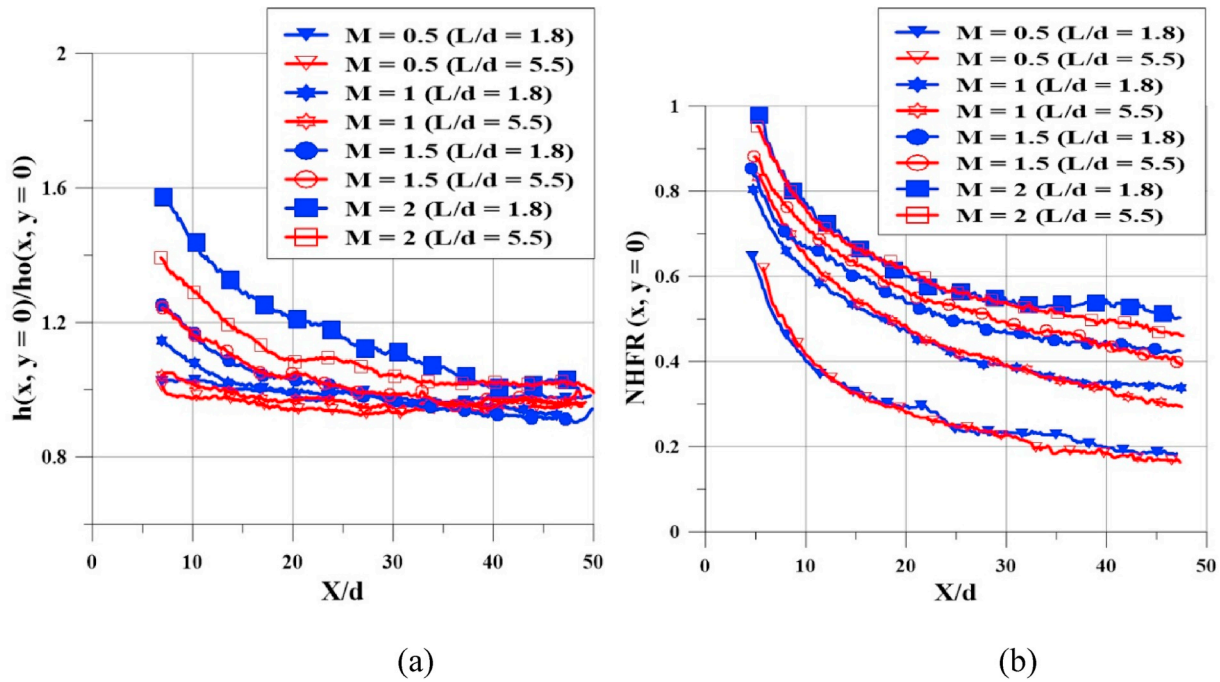 M = 0.5 (L/d = 1.8)
M = 0.5 (L/d = 5.5)
M = 1 (L/d = 1.8)
M = 1 (L/d = 5.5)
M = 1.5 (L/d = 1.8)
M = 1.5 (L/d = 5.5)
M = 2 (L/d = 1.8)
M = 2 (L/d = 5.5)
h(x, y = 0)/ho(x, y = 0)
2
1.6
1.2
0.8
0 10 20 30 40 50
X/d
(a)
M = 0.5 (L/d = 1.8)
M = 0.5 (L/d = 5.5)
M = 1 (L/d = 1.8)
M = 1 (L/d = 5.5)
M = 1.5 (L/d = 1.8)
M = 1.5 (L/d = 5.5)
M = 2 (L/d = 1.8)
M = 2 (L/d = 5.5)
NHFR (x, y = 0)
1
0.8
0.6
0.4
0.2
0
0 10 20 30 40 50
X/d
(b)